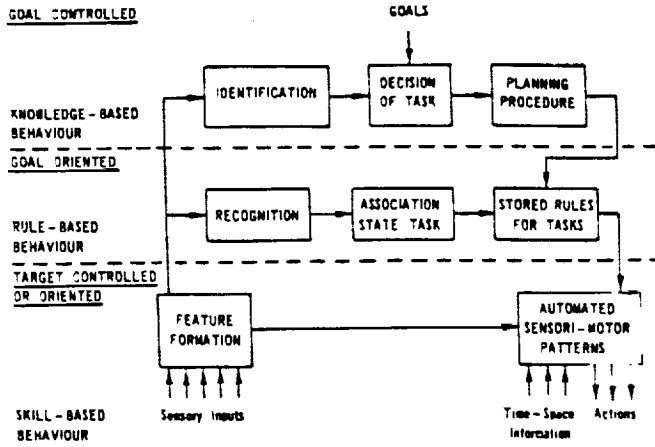 GOAL CONTROLLED
GOALS
IDENTIFICATION
DECISION
OF TASK
PLANNING
PROCEDURE
KNOWLEDGE-BASED
BEHAVIOUR
GOAL ORIENTED
RECOGNITION
ASSOCIATION
STATE TASK
STORED RULES
FOR TASKS
RULE-BASED
BEHAVIOUR
TARGET CONTROLLED
OR ORIENTED
FEATURE
FORMATION
AUTOMATED
SENSORI-MOTOR
PATTERNS
SKILL-BASED
BEHAVIOUR
Sensory Inputs
Time-Space
Information
Actions